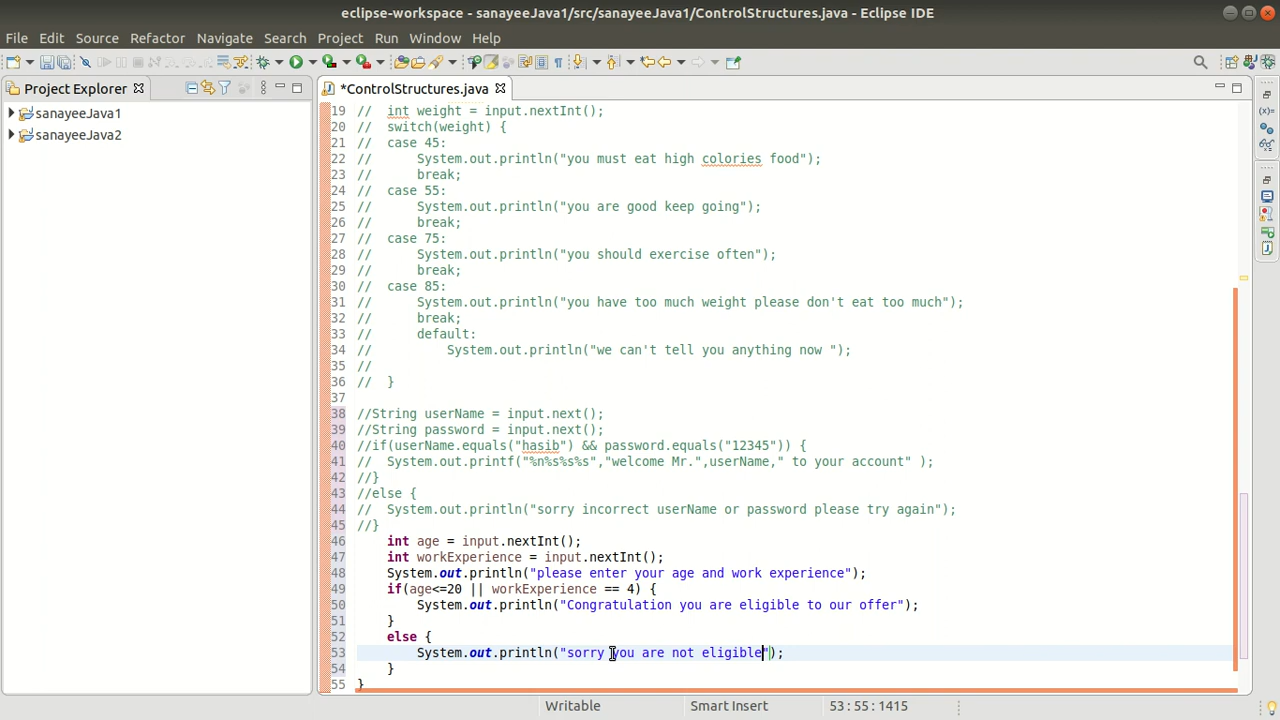 eclipse-workspace - sanayeeJava1/src/sanayeeJava1/ControlStructures.java - Eclipse IDE
File Edit Source Refactor Navigate Search Project Run Window Help
Project Explorer
*ControlStructures.java
sanayeeJava1
sanayeeJava2
19 // int weight = input.nextInt();
20 // switch(weight) {
21 // case 45:
22 // System.out.println("you must eat high colories food");
23 // break;
24 // case 55:
25 // System.out.println("you are good keep going");
26 // break;
27 // case 75:
28 // System.out.println("you should exercise often");
29 // break;
30 // case 85:
31 // System.out.println("you have too much weight please don't eat too much");
32 // break;
33 // default:
34 // System.out.println("we can't tell you anything now ");
35 //
36 // }
37
38 //String userName = input.next();
39 //String password = input.next();
40 //if(userName.equals("hasib") && password.equals("12345")) {
41 // System.out.printf("%n%s%s%s","welcome Mr.",userName," to your account" );
42 //}
43 //else {
44 // System.out.println("sorry incorrect userName or password please try again");
45 //}
46 int age = input.nextInt();
47 int workExperience = input.nextInt();
48 System.out.println("please enter your age and work experience");
49 if(age<=20 || workExperience == 4) {
50 System.out.println("Congratulation you are eligible to our offer");
51 }
52 else {
53 System.out.println("sorry you are not eligible");
54 }
55 }
Writable Smart Insert 53 : 55 : 1415